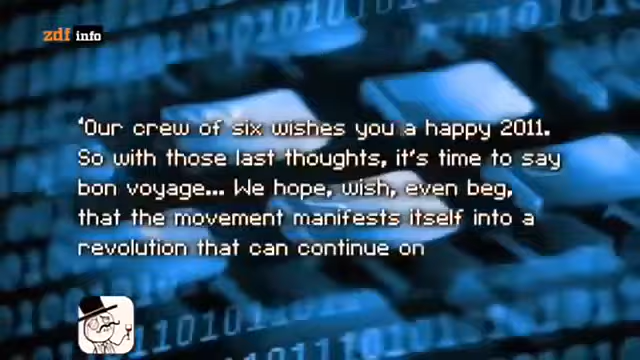 zdf info
'Our crew of six wishes you a happy 2011.
So with those last thoughts, it's time to say
bon voyage... We hope, wish, even beg,
that the movement manifests itself into a
revolution that can continue on